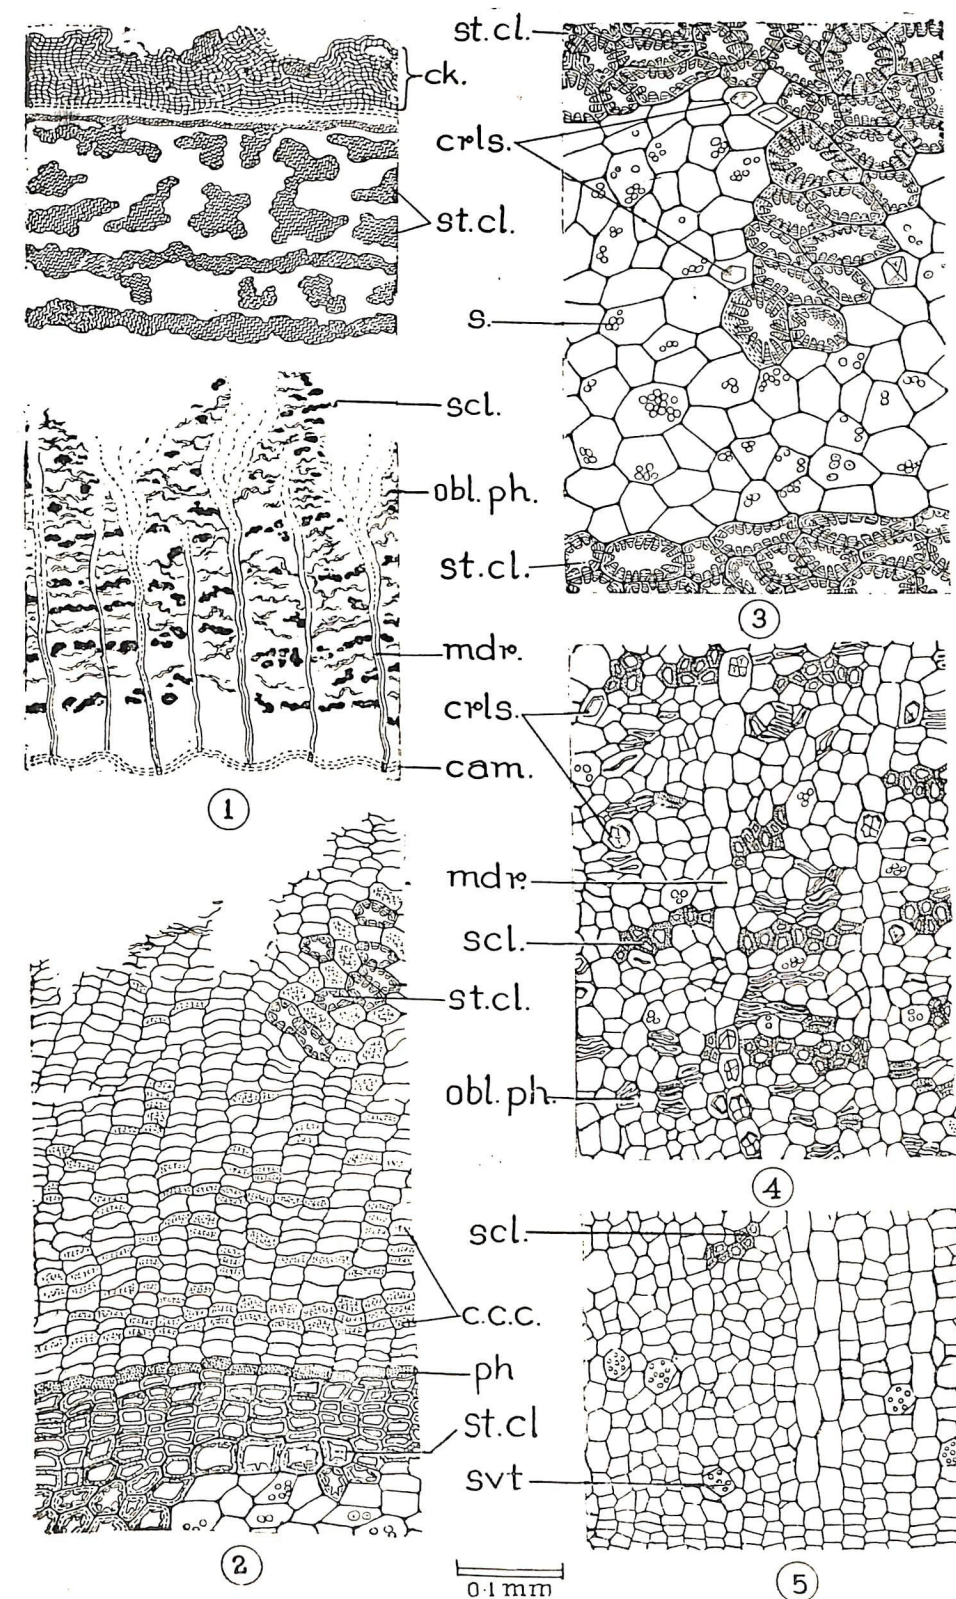 st.cl.
ck.
crls.
st.cl.
s.
scl.
obl.ph.
st.cl.
3
mdr.
crls.
cam.
1
mdr.
scl.
st.cl.
obl.ph.
4
scl.
c.c.c.
ph
st.cl
svt
2
0·1 mm
5